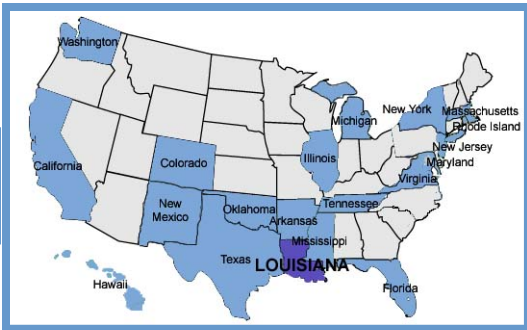 Washington
New York
Massachusetts
Michigan
Rhode Island
New Jersey
Illinois
Maryland
California
Colorado
Virginia
New
Mexico
Oklahoma
Tennessee
Arkansas
Mississippi
Texas
LOUISIANA
Hawaii
Florida